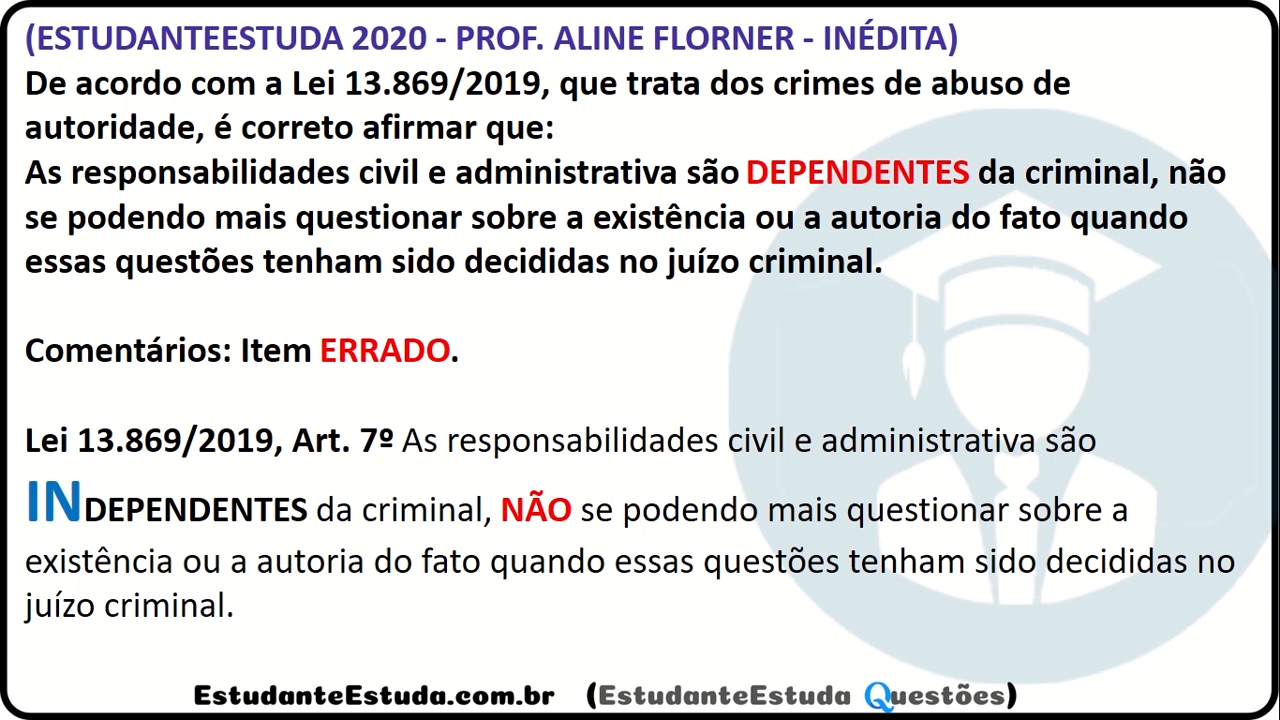 (ESTUDANTEESTUDA 2020 - PROF. ALINE FLORNER - INÉDITA)
De acordo com a Lei 13.869/2019, que trata dos crimes de abuso de
autoridade, é correto afirmar que:
As responsabilidades civil e administrativa são DEPENDENTES da criminal, não
se podendo mais questionar sobre a existência ou a autoria do fato quando
essas questões tenham sido decididas no juízo criminal.
Comentários: Item ERRADO.
Lei 13.869/2019, Art. 7º As responsabilidades civil e administrativa são
INDEPENDENTES da criminal, NÃO se podendo mais questionar sobre a
existência ou a autoria do fato quando essas questões tenham sido decididas no
juízo criminal.
EstudanteEstuda.com.br (EstudanteEstuda Questões)